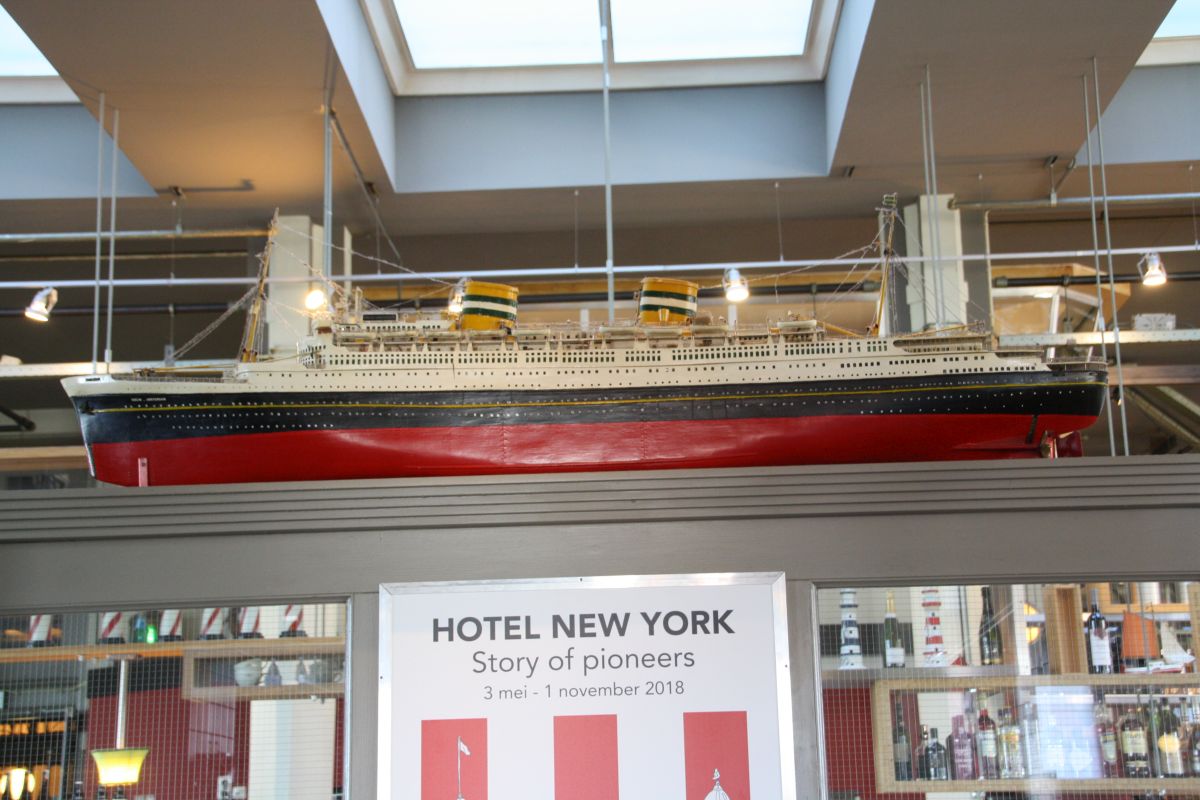 HOTEL NEW YORK
Story of pioneers
3 mei - 1 november 2018